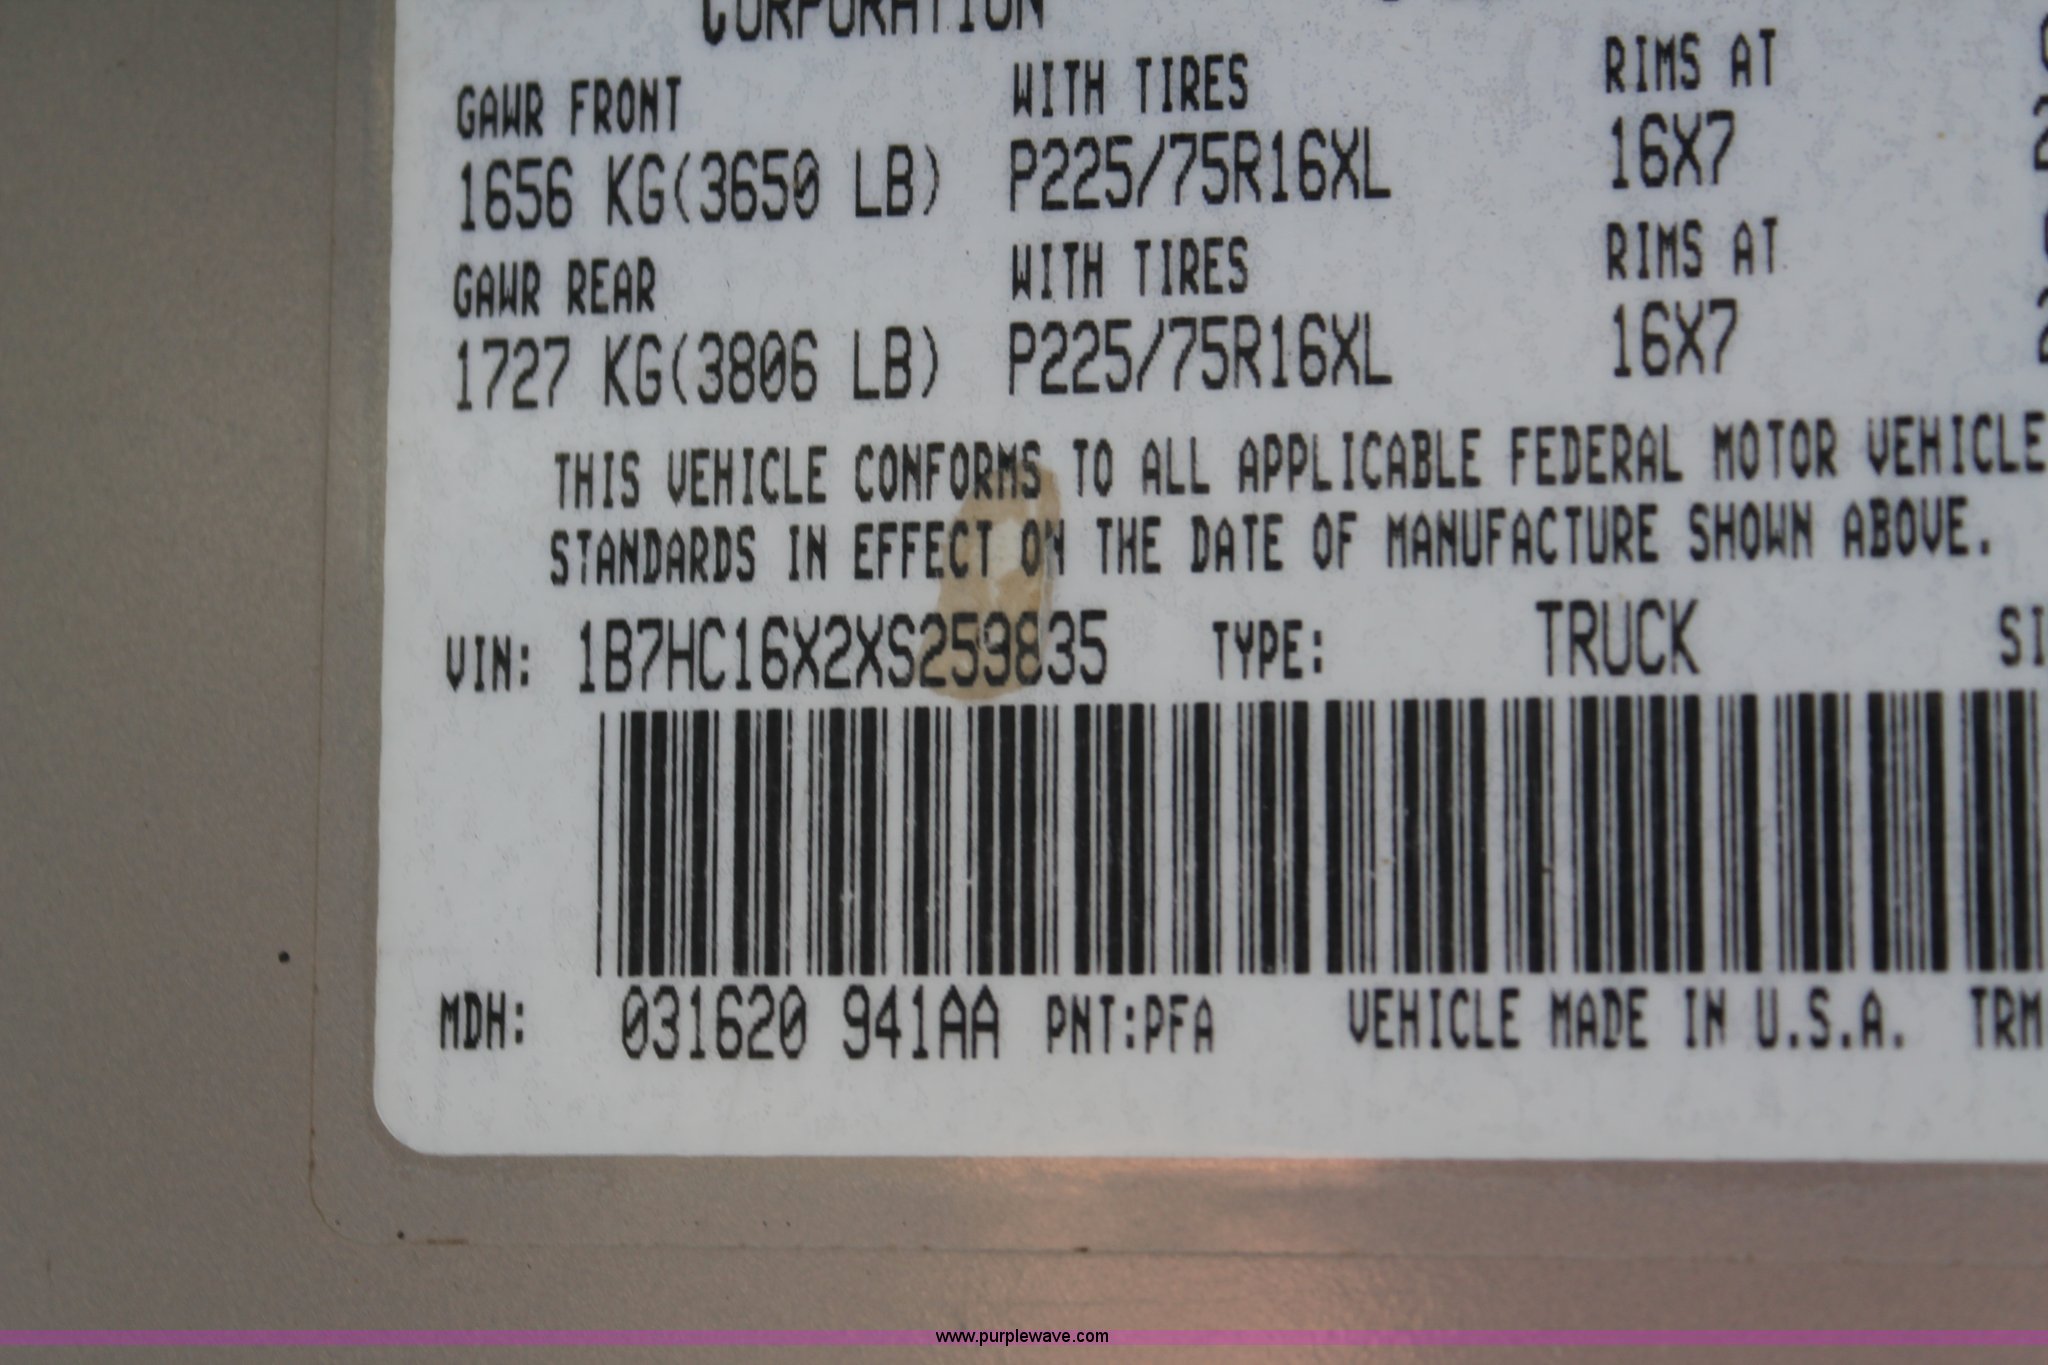 CORPORATION
GAWR FRONT WITH TIRES RIMS AT
1656 KG(3650 LB) P225/75R16XL 16X7
GAWR REAR WITH TIRES RIMS AT
1727 KG(3806 LB) P225/75R16XL 16X7
THIS VEHICLE CONFORMS TO ALL APPLICABLE FEDERAL MOTOR VEHICLE
STANDARDS IN EFFECT ON THE DATE OF MANUFACTURE SHOWN ABOVE.
VIN: 1B7HC16X2XS259835 TYPE: TRUCK
MDH: 031620 941AA PNT:PFA VEHICLE MADE IN U.S.A. TRM
www.purplewave.com